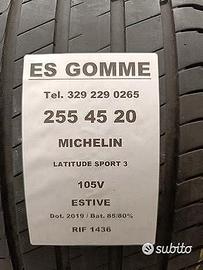 ES GOMME
Tel. 329 229 0265
255 45 20
MICHELIN
LATITUDE SPORT 3
105V
ESTIVE
Dot. 2019 / Bat. 85/80%
RIF 1436
subito